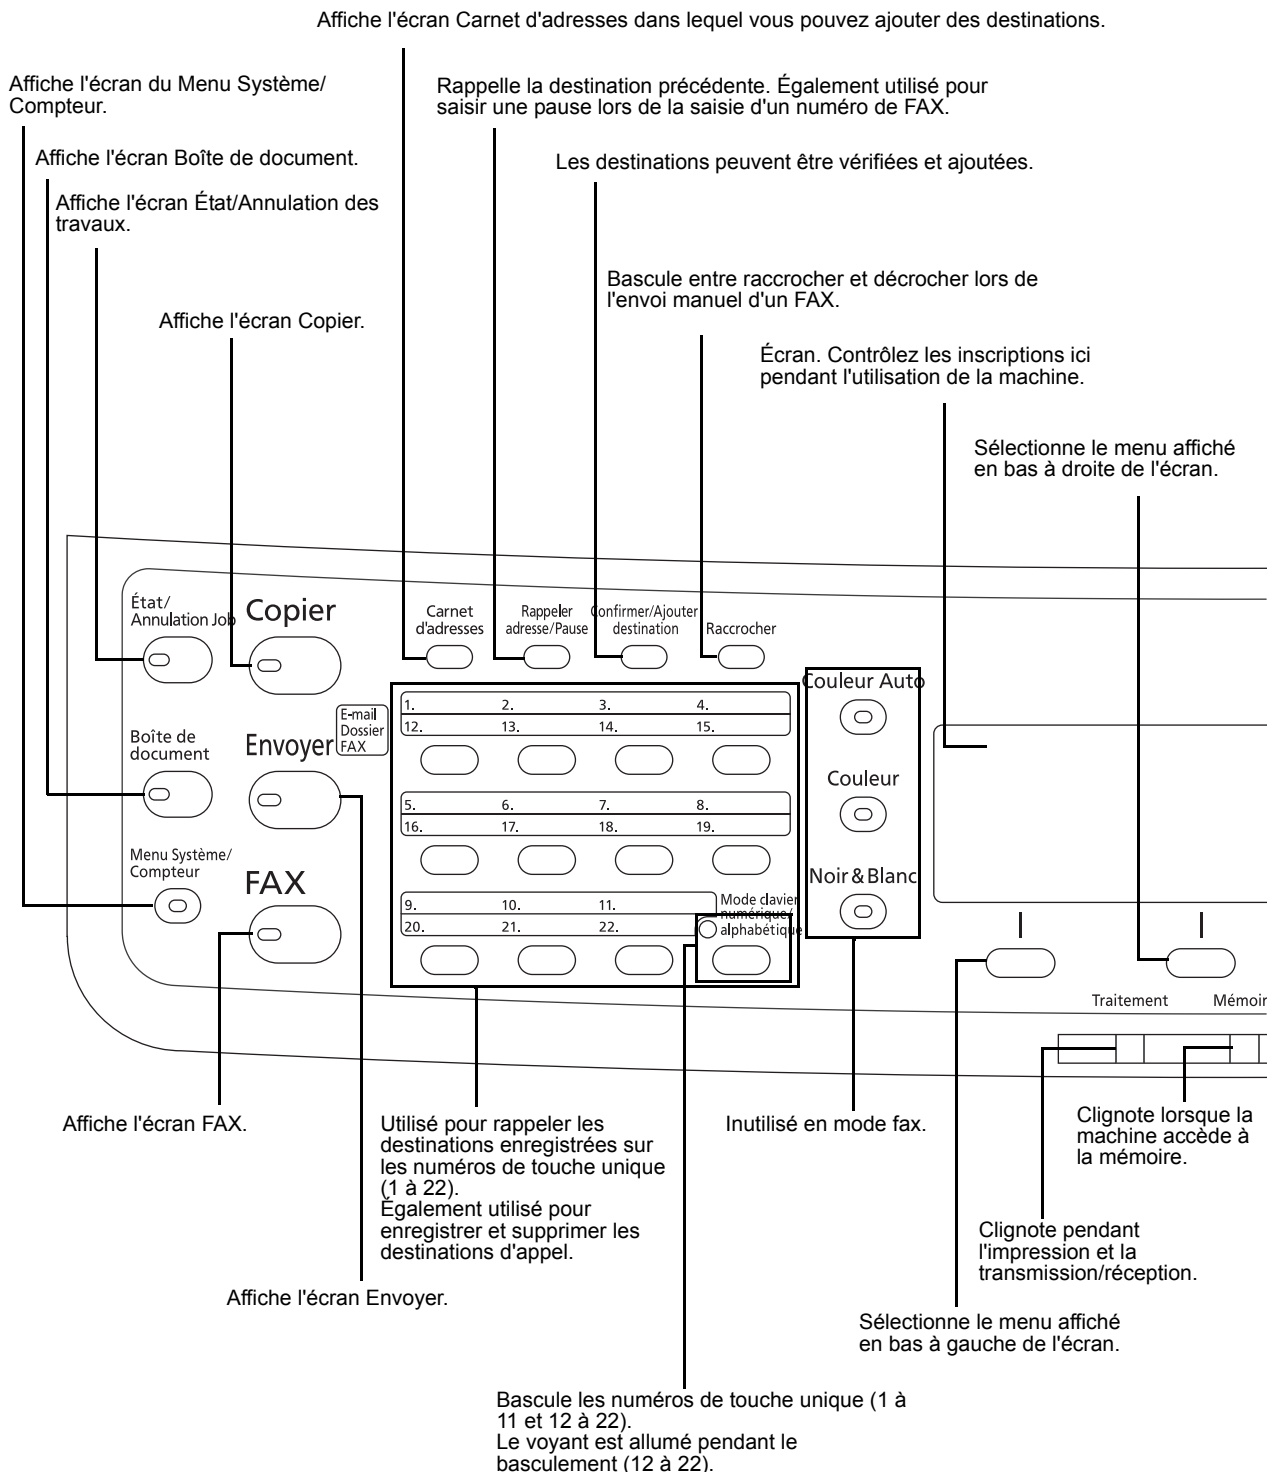 Affiche l'écran Carnet d'adresses dans lequel vous pouvez ajouter des destinations.
Affiche l'écran du Menu Système/
Compteur.
Rappelle la destination précédente. Également utilisé pour
saisir une pause lors de la saisie d'un numéro de FAX.
Affiche l'écran Boîte de document.
Les destinations peuvent être vérifiées et ajoutées.
Affiche l'écran État/Annulation des
travaux.
Bascule entre raccrocher et décrocher lors de
l'envoi manuel d'un FAX.
Affiche l'écran Copier.
Écran. Contrôlez les inscriptions ici
pendant l'utilisation de la machine.
Sélectionne le menu affiché
en bas à droite de l'écran.
État/
Annulation Job
Copier
Carnet
d'adresses
Rappeler
adresse/Pause
Confirmer/Ajouter
destination
Raccrocher
Couleur Auto
E-mail
Dossier
FAX
1. 2. 3. 4.
12. 13. 14. 15.
Boîte de
document
Envoyer
Couleur
5. 6. 7. 8.
16. 17. 18. 19.
Menu Système/
Compteur
FAX
Noir & Blanc
9. 10. 11.
20. 21. 22.
Mode clavier
numérique/
alphabétique
Traitement Mémoir
Affiche l'écran FAX.
Utilisé pour rappeler les
destinations enregistrées sur
les numéros de touche unique
(1 à 22).
Également utilisé pour
enregistrer et supprimer les
destinations d'appel.
Inutilisé en mode fax.
Clignote lorsque la
machine accède à
la mémoire.
Clignote pendant
l'impression et la
transmission/réception.
Affiche l'écran Envoyer.
Sélectionne le menu affiché
en bas à gauche de l'écran.
Bascule les numéros de touche unique (1 à
11 et 12 à 22).
Le voyant est allumé pendant le
basculement (12 à 22).